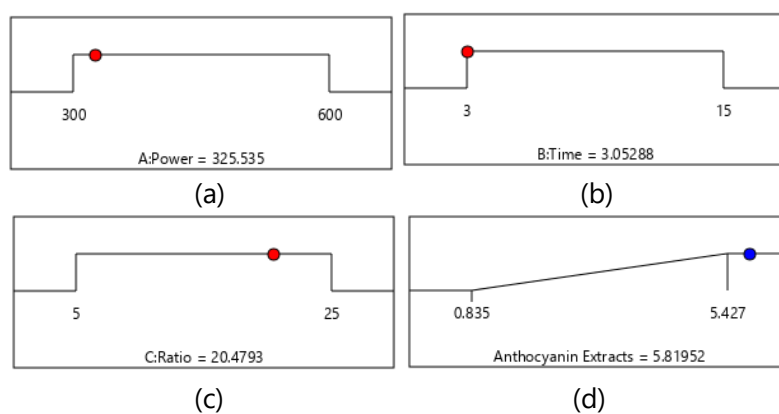 300 600
A:Power = 325.535
(a)
3 15
B:Time = 3.05288
(b)
5 25
C:Ratio = 20.4793
(c)
0.835 5.427
Anthocyanin Extracts = 5.81952
(d)